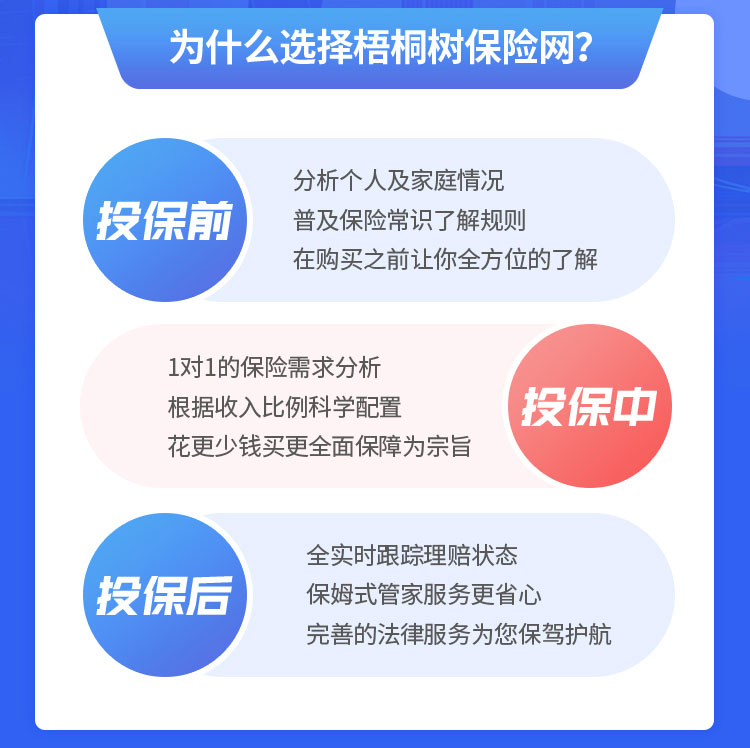 为什么选择梧桐树保险网?
投保前
分析个人及家庭情况
普及保险常识了解规则
在购买之前让你全方位的了解
1对1的保险需求分析
根据收入比例科学配置
花更少钱买更全面保障为宗旨
投保中
投保后
全实时跟踪理赔状态
保姆式管家服务更省心
完善的法律服务为您保驾护航